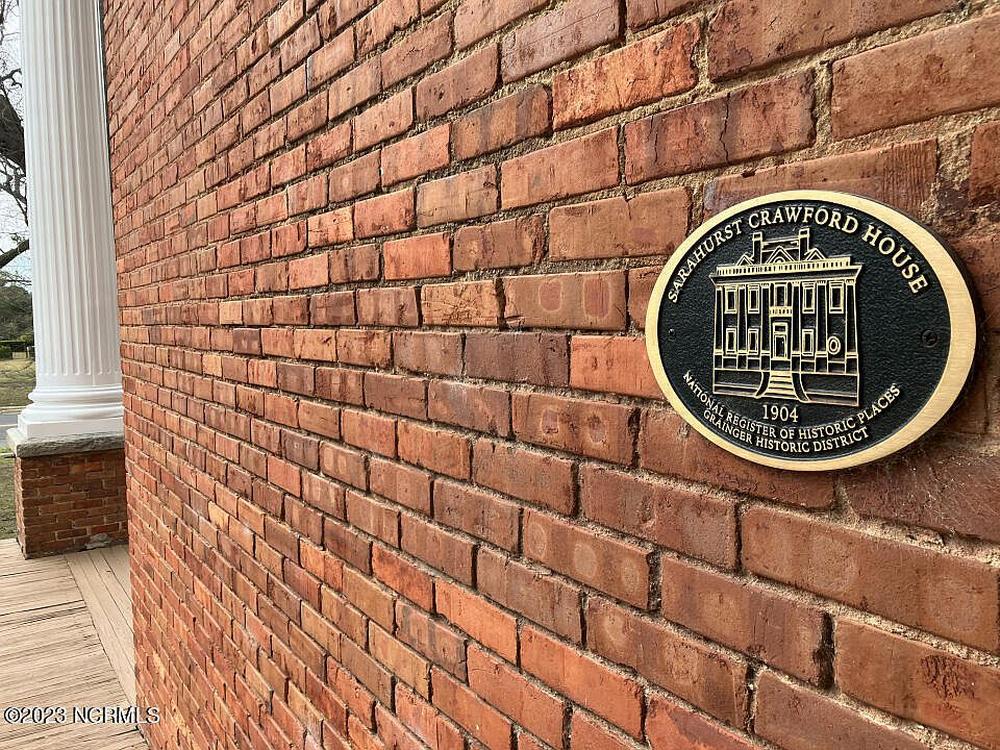 SARAHURST CRAWFORD HOUSE
1904
NATIONAL REGISTER OF HISTORIC PLACES
GRAINGER HISTORIC DISTRICT
©2023 NCRMLS